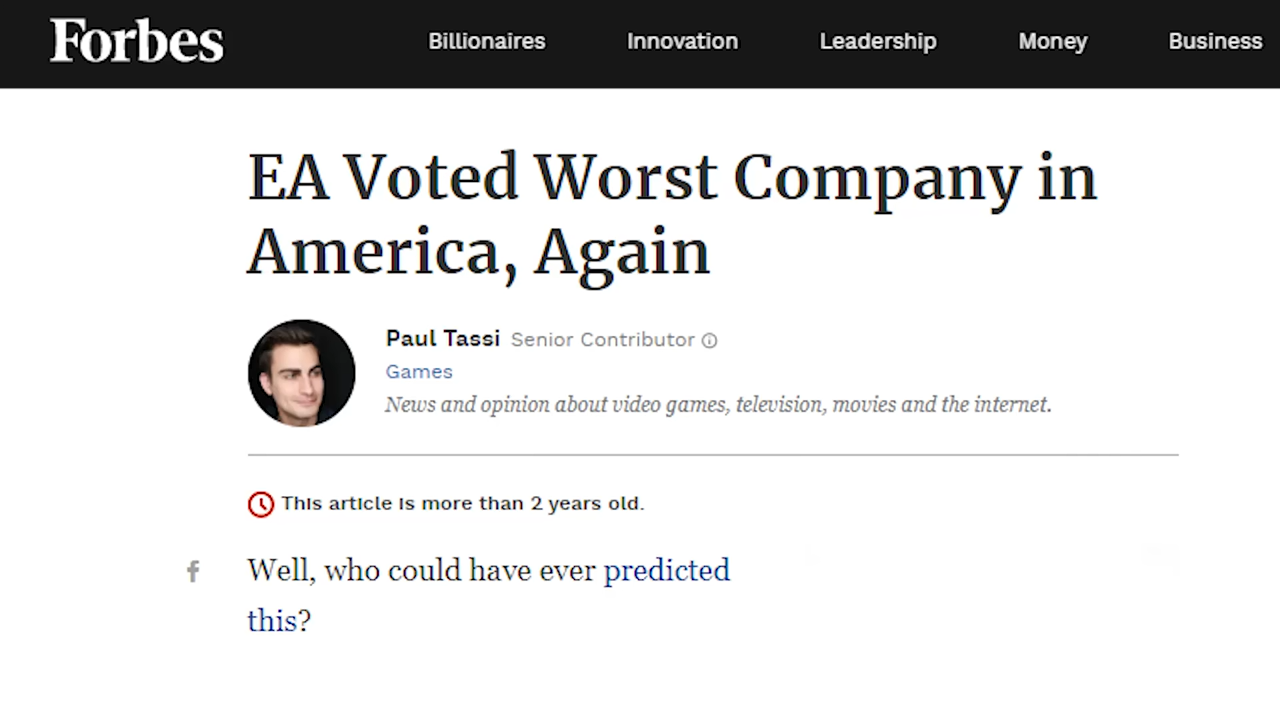 Forbes Billionaires Innovation Leadership Money Business
EA Voted Worst Company in
America, Again
Paul Tassi Senior Contributor
Games
News and opinion about video games, television, movies and the internet.
This article is more than 2 years old.
Well, who could have ever predicted
this?